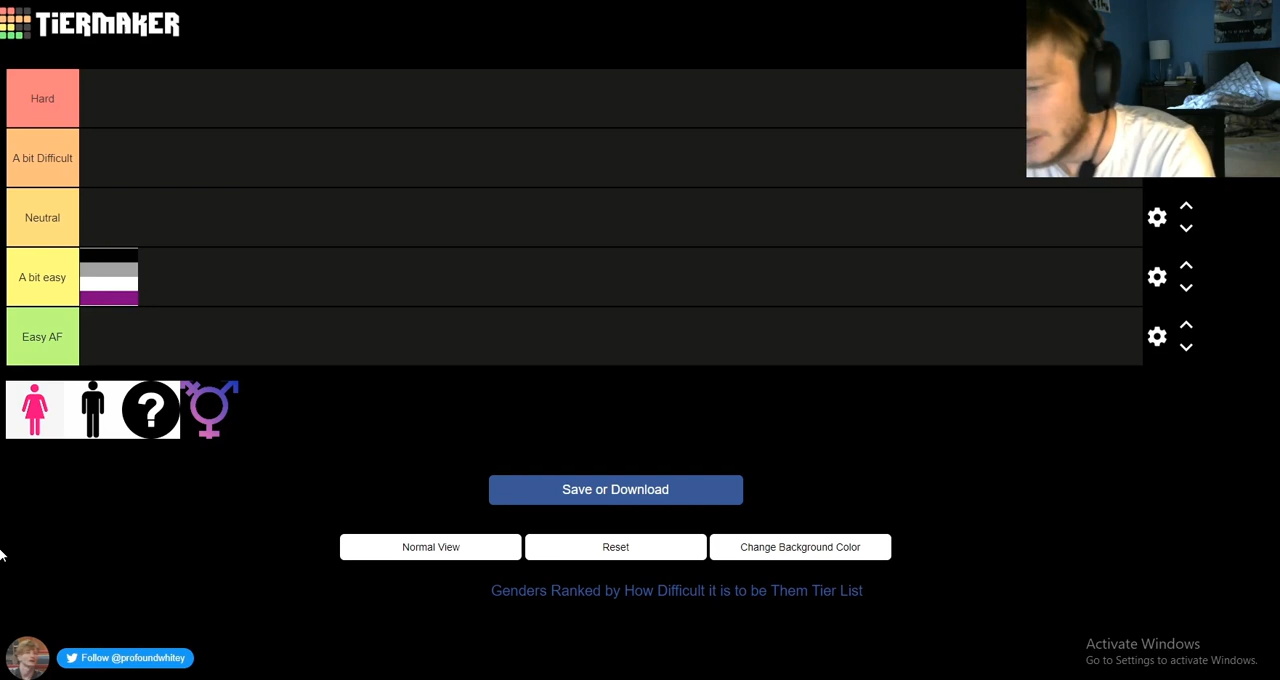 TIERMAKER
Hard
A bit Difficult
Neutral
A bit easy
Easy AF
?
Save or Download
Normal View
Reset
Change Background Color
Genders Ranked by How Difficult it is to be Them Tier List
Follow @profoundwhitey
Activate Windows
Go to Settings to activate Windows.